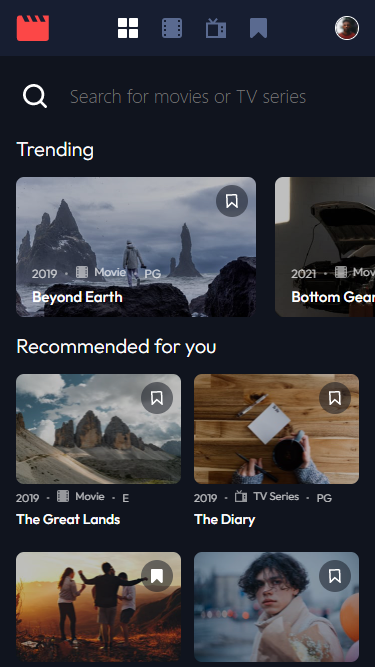 Search for movies or TV series
Trending
2019 · Movie · PG
Beyond Earth
2021 · Mov
Bottom Gear
Recommended for you
2019 · Movie · E
The Great Lands
2019 · TV Series · PG
The Diary